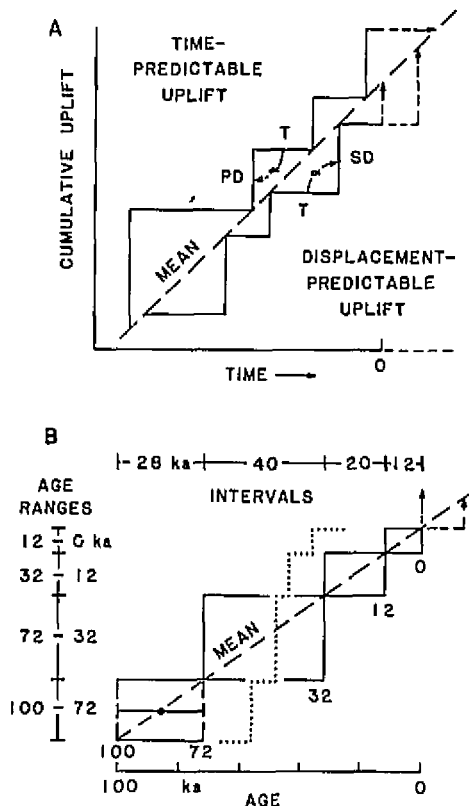 A
TIME-
PREDICTABLE
UPLIFT
CUMULATIVE UPLIFT
T
PD
SD
T
MEAN
DISPLACEMENT-
PREDICTABLE
UPLIFT
0
TIME
B
28 ka 40 20 12
AGE
RANGES
INTERVALS
12 0 ka
32 12
72 32
100 72
MEAN
0
12
32
100 72
100 ka 0
AGE